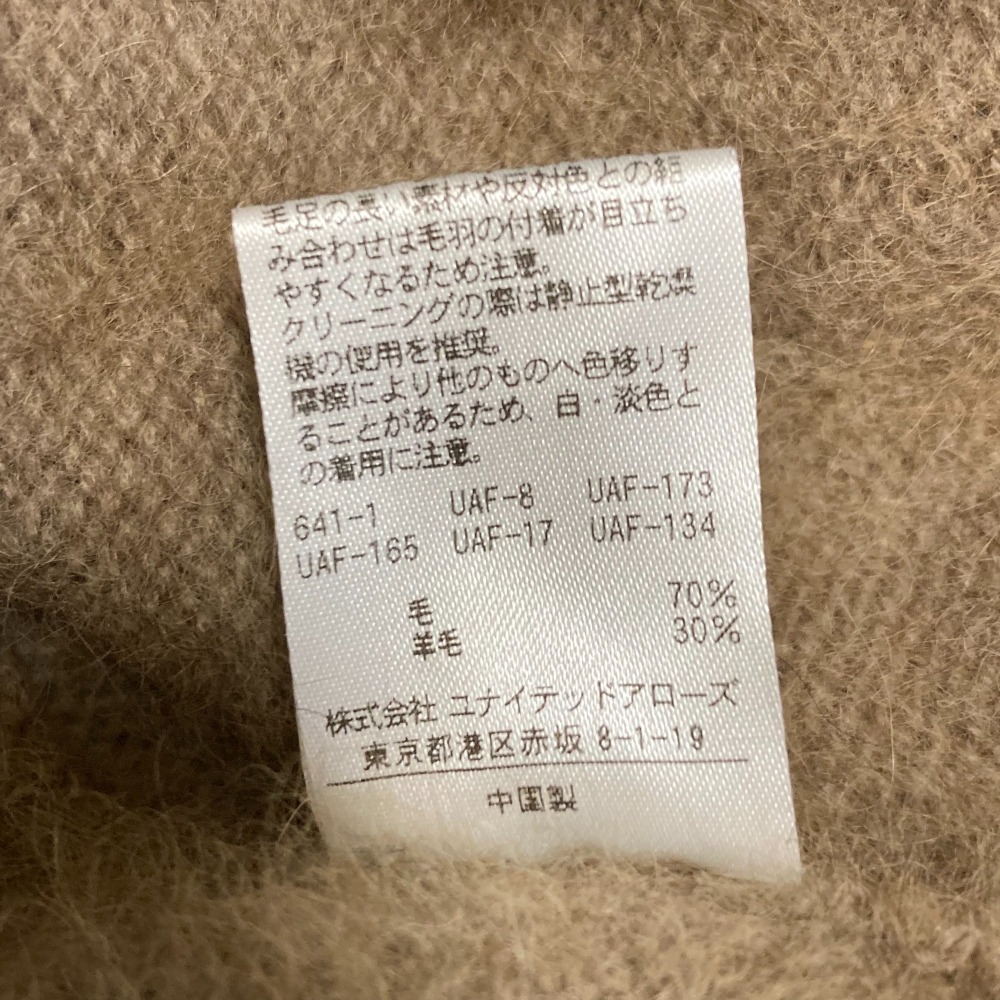 毛足の長い素材や反対色との組
み合わせは毛羽の付着が目立ち
やすくなるため注意。
クリーニングの際は静止型乾燥
機の使用を推奨。
摩擦により他のものへ色移りす
ることがあるため、白・淡色と
の着用に注意。
641-1 UAF-8 UAF-173
UAF-165 UAF-17 UAF-134
毛 70%
羊毛 30%
株式会社 ユナイテッドアローズ
東京都港区赤坂 8-1-19
中国製